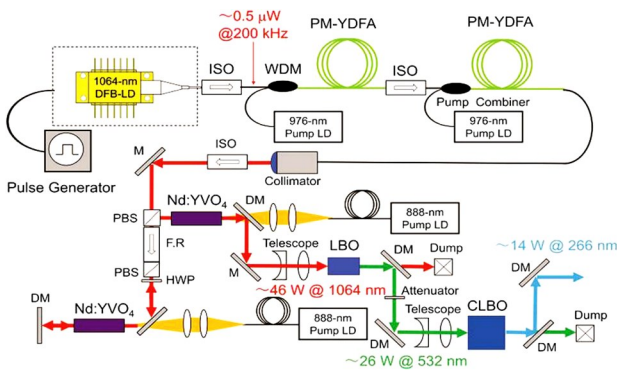 ~0.5 μW
@200 kHz
PM-YDFA
PM-YDFA
1064-nm
DFB-LD
ISO
WDM
ISO
Pump Combiner
976-nm
Pump LD
976-nm
Pump LD
Pulse Generator
M
ISO
Collimator
PBS
Nd:YVO4
DM
888-nm
Pump LD
F.R
Telescope
LBO
DM
Dump
~14 W @ 266 nm
PBS
HWP
M
~46 W @ 1064 nm
Attenuator
DM
DM
Nd:YVO4
Telescope
CLBO
888-nm
Pump LD
DM
Dump
DM
~26 W @ 532 nm